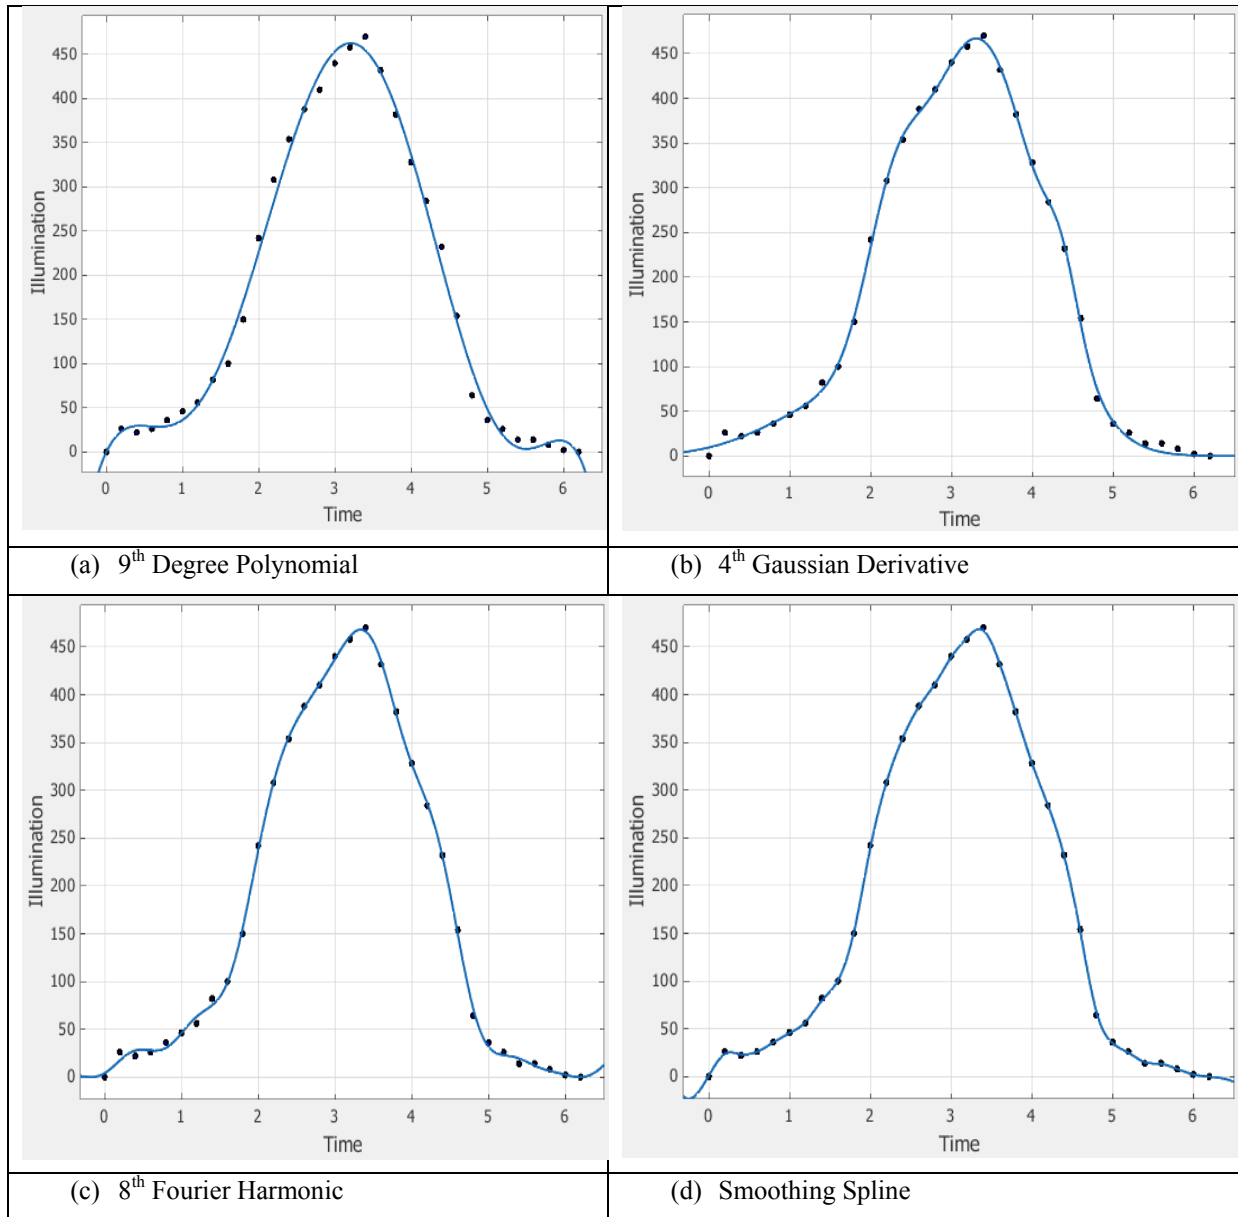 450
400
350
300
250
200
150
100
50
0
Illumination
0 1 2 3 4 5 6
Time
(a) 9th Degree Polynomial
450
400
350
300
250
200
150
100
50
0
Illumination
0 1 2 3 4 5 6
Time
(b) 4th Gaussian Derivative
450
400
350
300
250
200
150
100
50
0
Illumination
0 1 2 3 4 5 6
Time
(c) 8th Fourier Harmonic
450
400
350
300
250
200
150
100
50
0
Illumination
0 1 2 3 4 5 6
Time
(d) Smoothing Spline